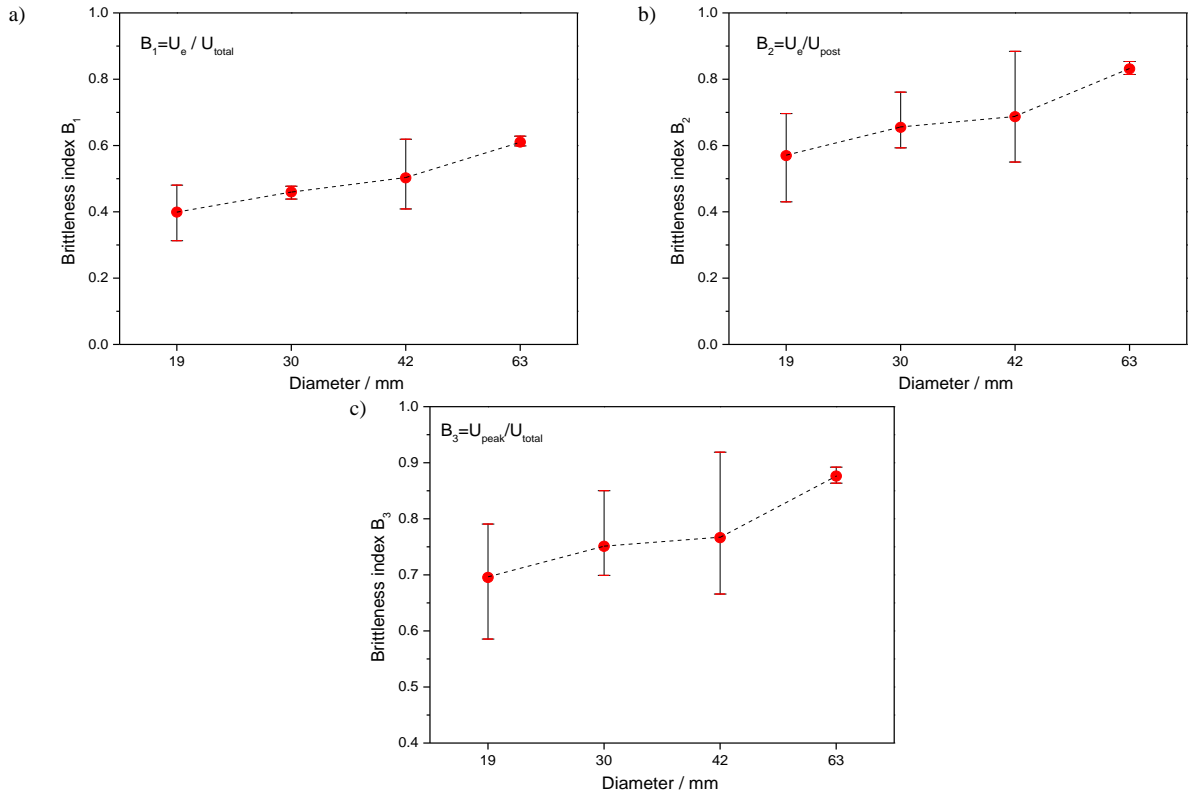 a)
B1=Ue / Utotal
1.0
0.8
0.6
0.4
0.2
0.0
Brittleness index B1
19 30 42 63
Diameter / mm
b)
B2=Ue/Upost
1.0
0.8
0.6
0.4
0.2
0.0
Brittleness index B2
19 30 42 63
Diameter / mm
c)
B3=Upeak/Utotal
1.0
0.9
0.8
0.7
0.6
0.5
0.4
Brittleness index B3
19 30 42 63
Diameter / mm